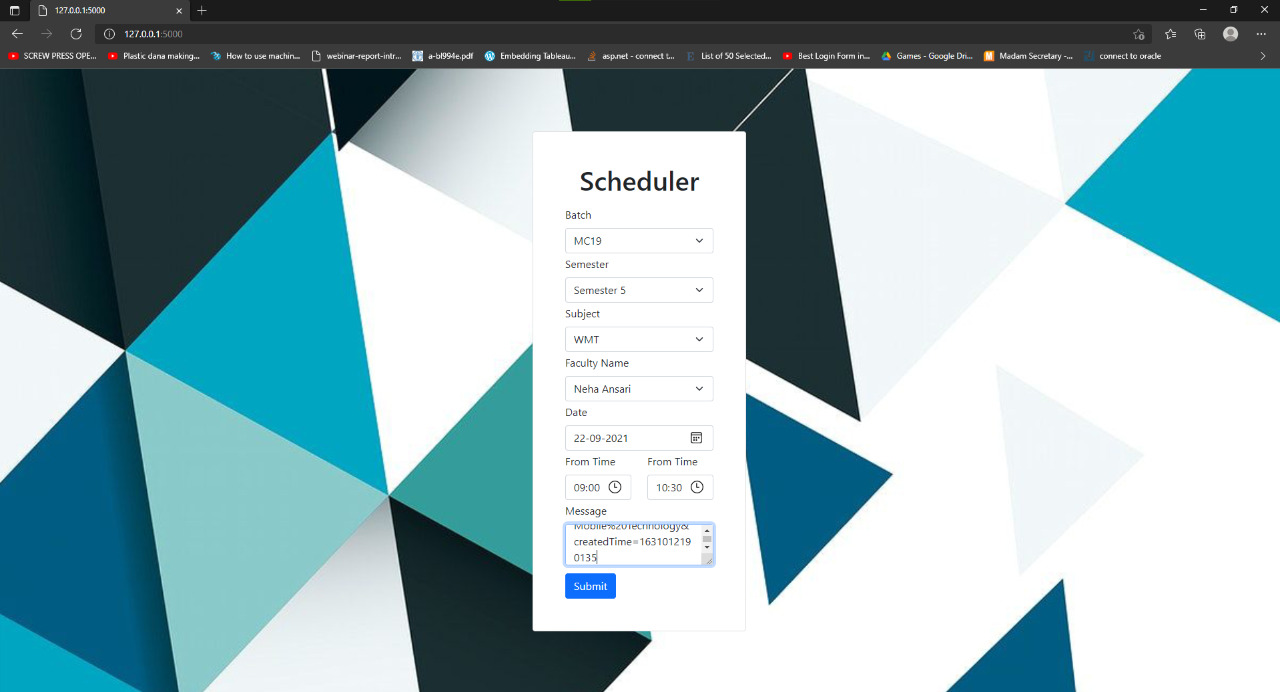 127.0.0.1:5000
127.0.0.1:5000
SCREW PRESS OPE...
Plastic dana making...
How to use machin...
webinar-report-intr...
a-bf994e.pdf
Embedding Tableau...
asp.net - connect t...
List of 50 Selected...
Best Login Form in...
Games - Google Dri...
Madam Secretary -...
connect to oracle
Scheduler
Batch
MC19
Semester
Semester 5
Subject
WMT
Faculty Name
Neha Ansari
Date
22-09-2021
From Time From Time
09:00 10:30
Message
Mobile%20Technology&
createdTime=163101219
0135
Submit